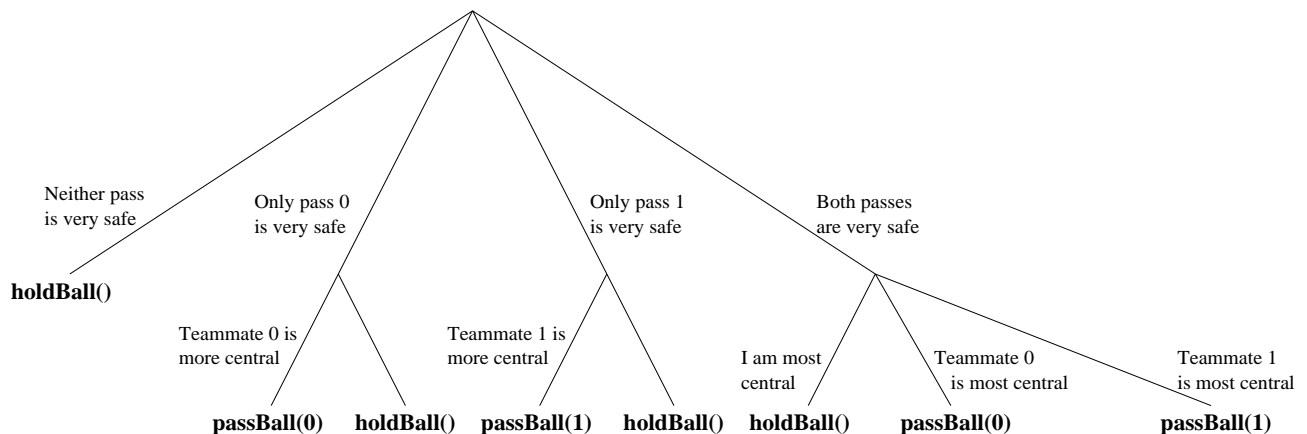 Neither pass
is very safe
Only pass 0
is very safe
Only pass 1
is very safe
Both passes
are very safe
holdBall()
Teammate 0 is
more central
Teammate 1 is
more central
I am most
central
Teammate 0
is most central
Teammate 1
is most central
passBall(0)
holdBall()
passBall(1)
holdBall()
holdBall()
passBall(0)
passBall(1)